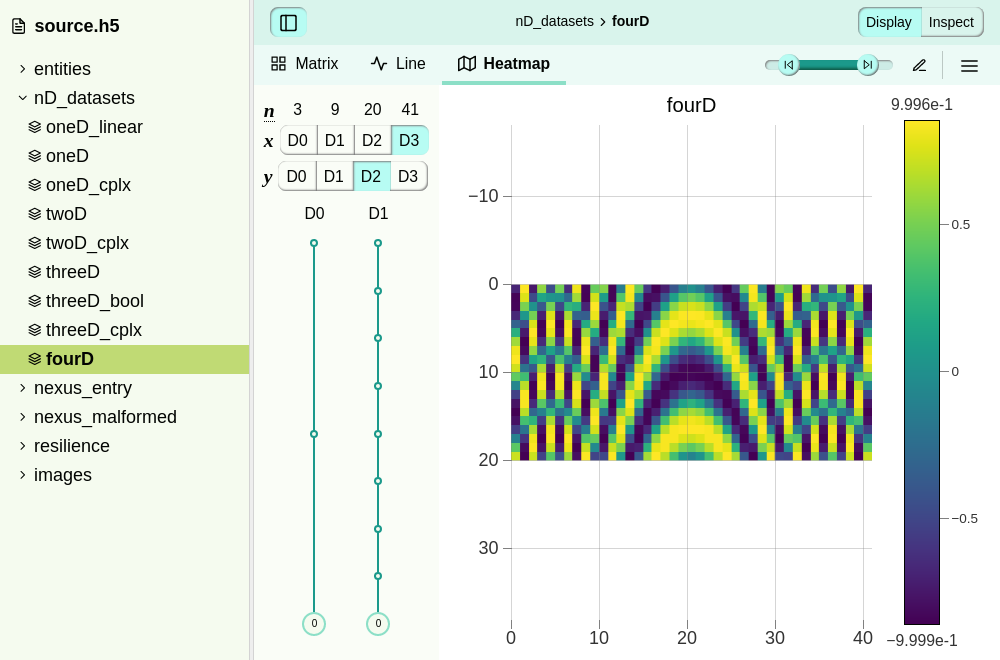 source.h5
entities
nD_datasets
oneD_linear
oneD
oneD_cplx
twoD
twoD_cplx
threeD
threeD_bool
threeD_cplx
fourD
nexus_entry
nexus_malformed
resilience
images
nD_datasets › fourD
Display Inspect
Matrix Line Heatmap
n 3 9 20 41
x D0 D1 D2 D3
y D0 D1 D2 D3
D0 D1
0 0
fourD
−10
0
10
20
30
0 10 20 30 40
9.996e-1
0.5
0
−0.5
−9.999e-1